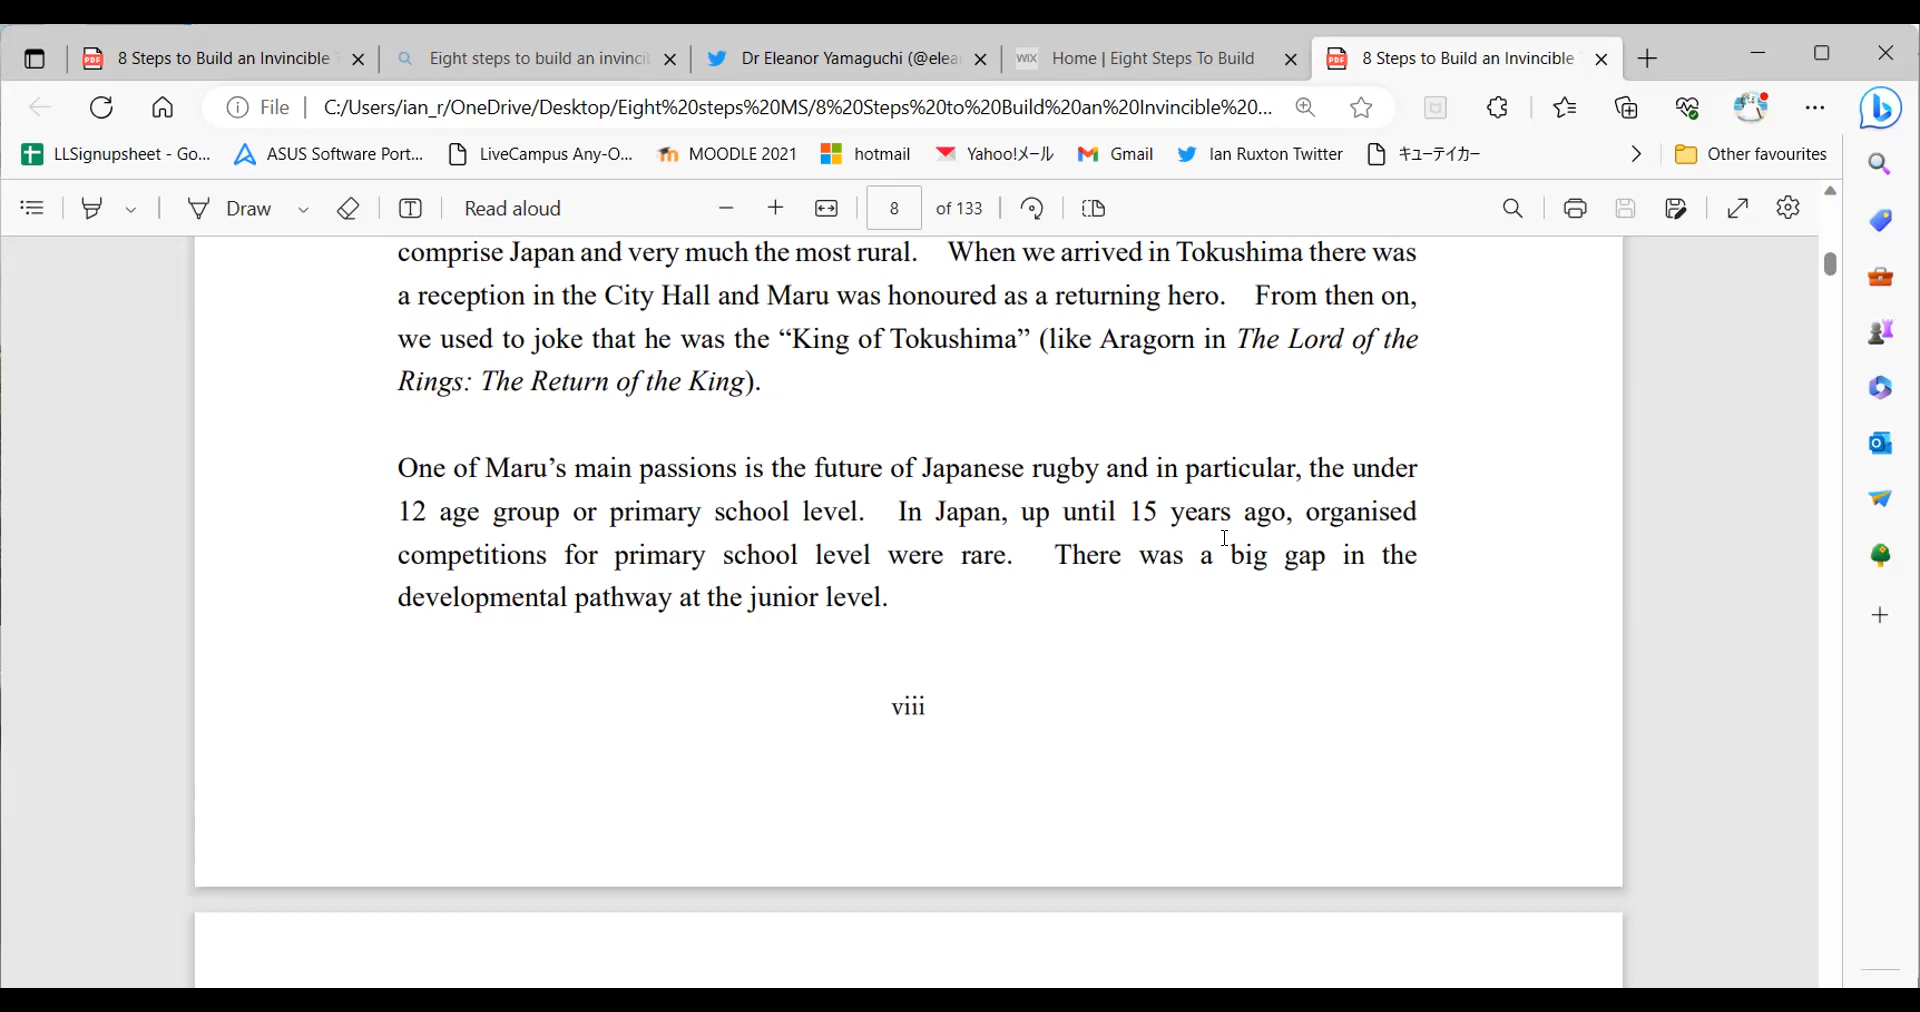 8 Steps to Build an Invincible
Eight steps to build an invinci
Dr Eleanor Yamaguchi (@elea
WIX Home | Eight Steps To Build
8 Steps to Build an Invincible
File
C:/Users/ian_r/OneDrive/Desktop/Eight%20steps%20MS/8%20Steps%20to%20Build%20an%20Invincible%20...
LLSignupsheet - Go...
ASUS Software Port...
LiveCampus Any-O...
MOODLE 2021
hotmail
Yahoo!メール
Gmail
Ian Ruxton Twitter
キューテイカー
Other favourites
Draw
Read aloud
8 of 133
comprise Japan and very much the most rural. When we arrived in Tokushima there was
a reception in the City Hall and Maru was honoured as a returning hero. From then on,
we used to joke that he was the “King of Tokushima” (like Aragorn in The Lord of the
Rings: The Return of the King).
One of Maru’s main passions is the future of Japanese rugby and in particular, the under
12 age group or primary school level. In Japan, up until 15 years ago, organised
competitions for primary school level were rare. There was a big gap in the
developmental pathway at the junior level.
viii